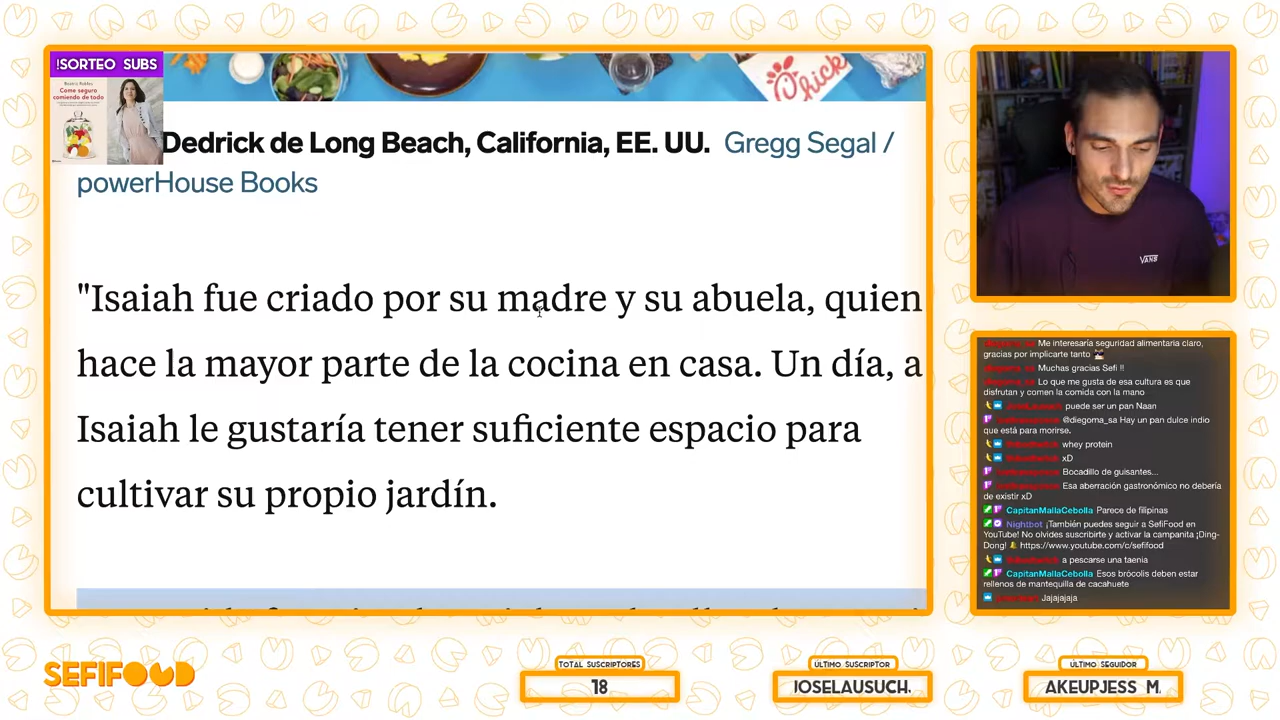 !SORTEO SUBS
Beatriz Robles
Come seguro
comiendo de todo
Chick
Dedrick de Long Beach, California, EE. UU. Gregg Segal /
powerHouse Books
"Isaiah fue criado por su madre y su abuela, quien
hace la mayor parte de la cocina en casa. Un día, a
Isaiah le gustaría tener suficiente espacio para
cultivar su propio jardín.
VANS
Me interesaría seguridad alimentaria claro,
gracias por implicarte tanto
Muchas gracias Sefi !!
Lo que me gusta de esa cultura es que
disfrutan y comen la comida con la mano
puede ser un pan Naan
@diegoma_sa Hay un pan dulce indio
que está para morirse.
whey protein
xD
Bocadillo de guisantes...
Esa aberración gastronómico no debería
de existir xD
CapitanMallaCebolla Parece de filipinas
Nightbot ¡También puedes seguir a SefiFood en
YouTube! No olvides suscribirte y activar la campanita ¡Ding-
Dong! https://www.youtube.com/c/sefifood
a pescarse una taenia
CapitanMallaCebolla Esos brócolis deben estar
rellenos de mantequilla de cacahuete
Jajajajaja
SEFIFOOD
TOTAL SUSCRIPTORES
18
ÚLTIMO SUSCRIPTOR
JOSELAUSUCH.
ÚLTIMO SEGUIDOR
AKEUPJESS M.